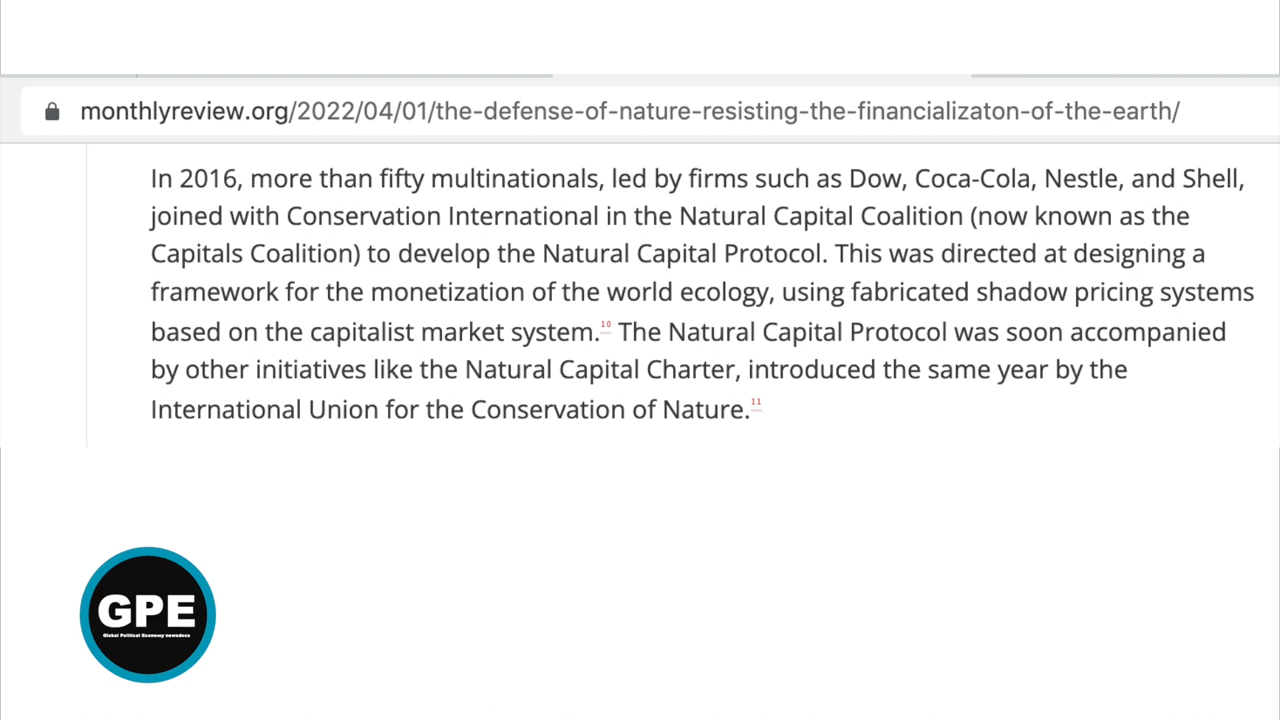 monthlyreview.org/2022/04/01/the-defense-of-nature-resisting-the-financializaton-of-the-earth/
In 2016, more than fifty multinationals, led by firms such as Dow, Coca-Cola, Nestle, and Shell,
joined with Conservation International in the Natural Capital Coalition (now known as the
Capitals Coalition) to develop the Natural Capital Protocol. This was directed at designing a
framework for the monetization of the world ecology, using fabricated shadow pricing systems
based on the capitalist market system.10 The Natural Capital Protocol was soon accompanied
by other initiatives like the Natural Capital Charter, introduced the same year by the
International Union for the Conservation of Nature.11
GPE
Global Political Economy newsdocs